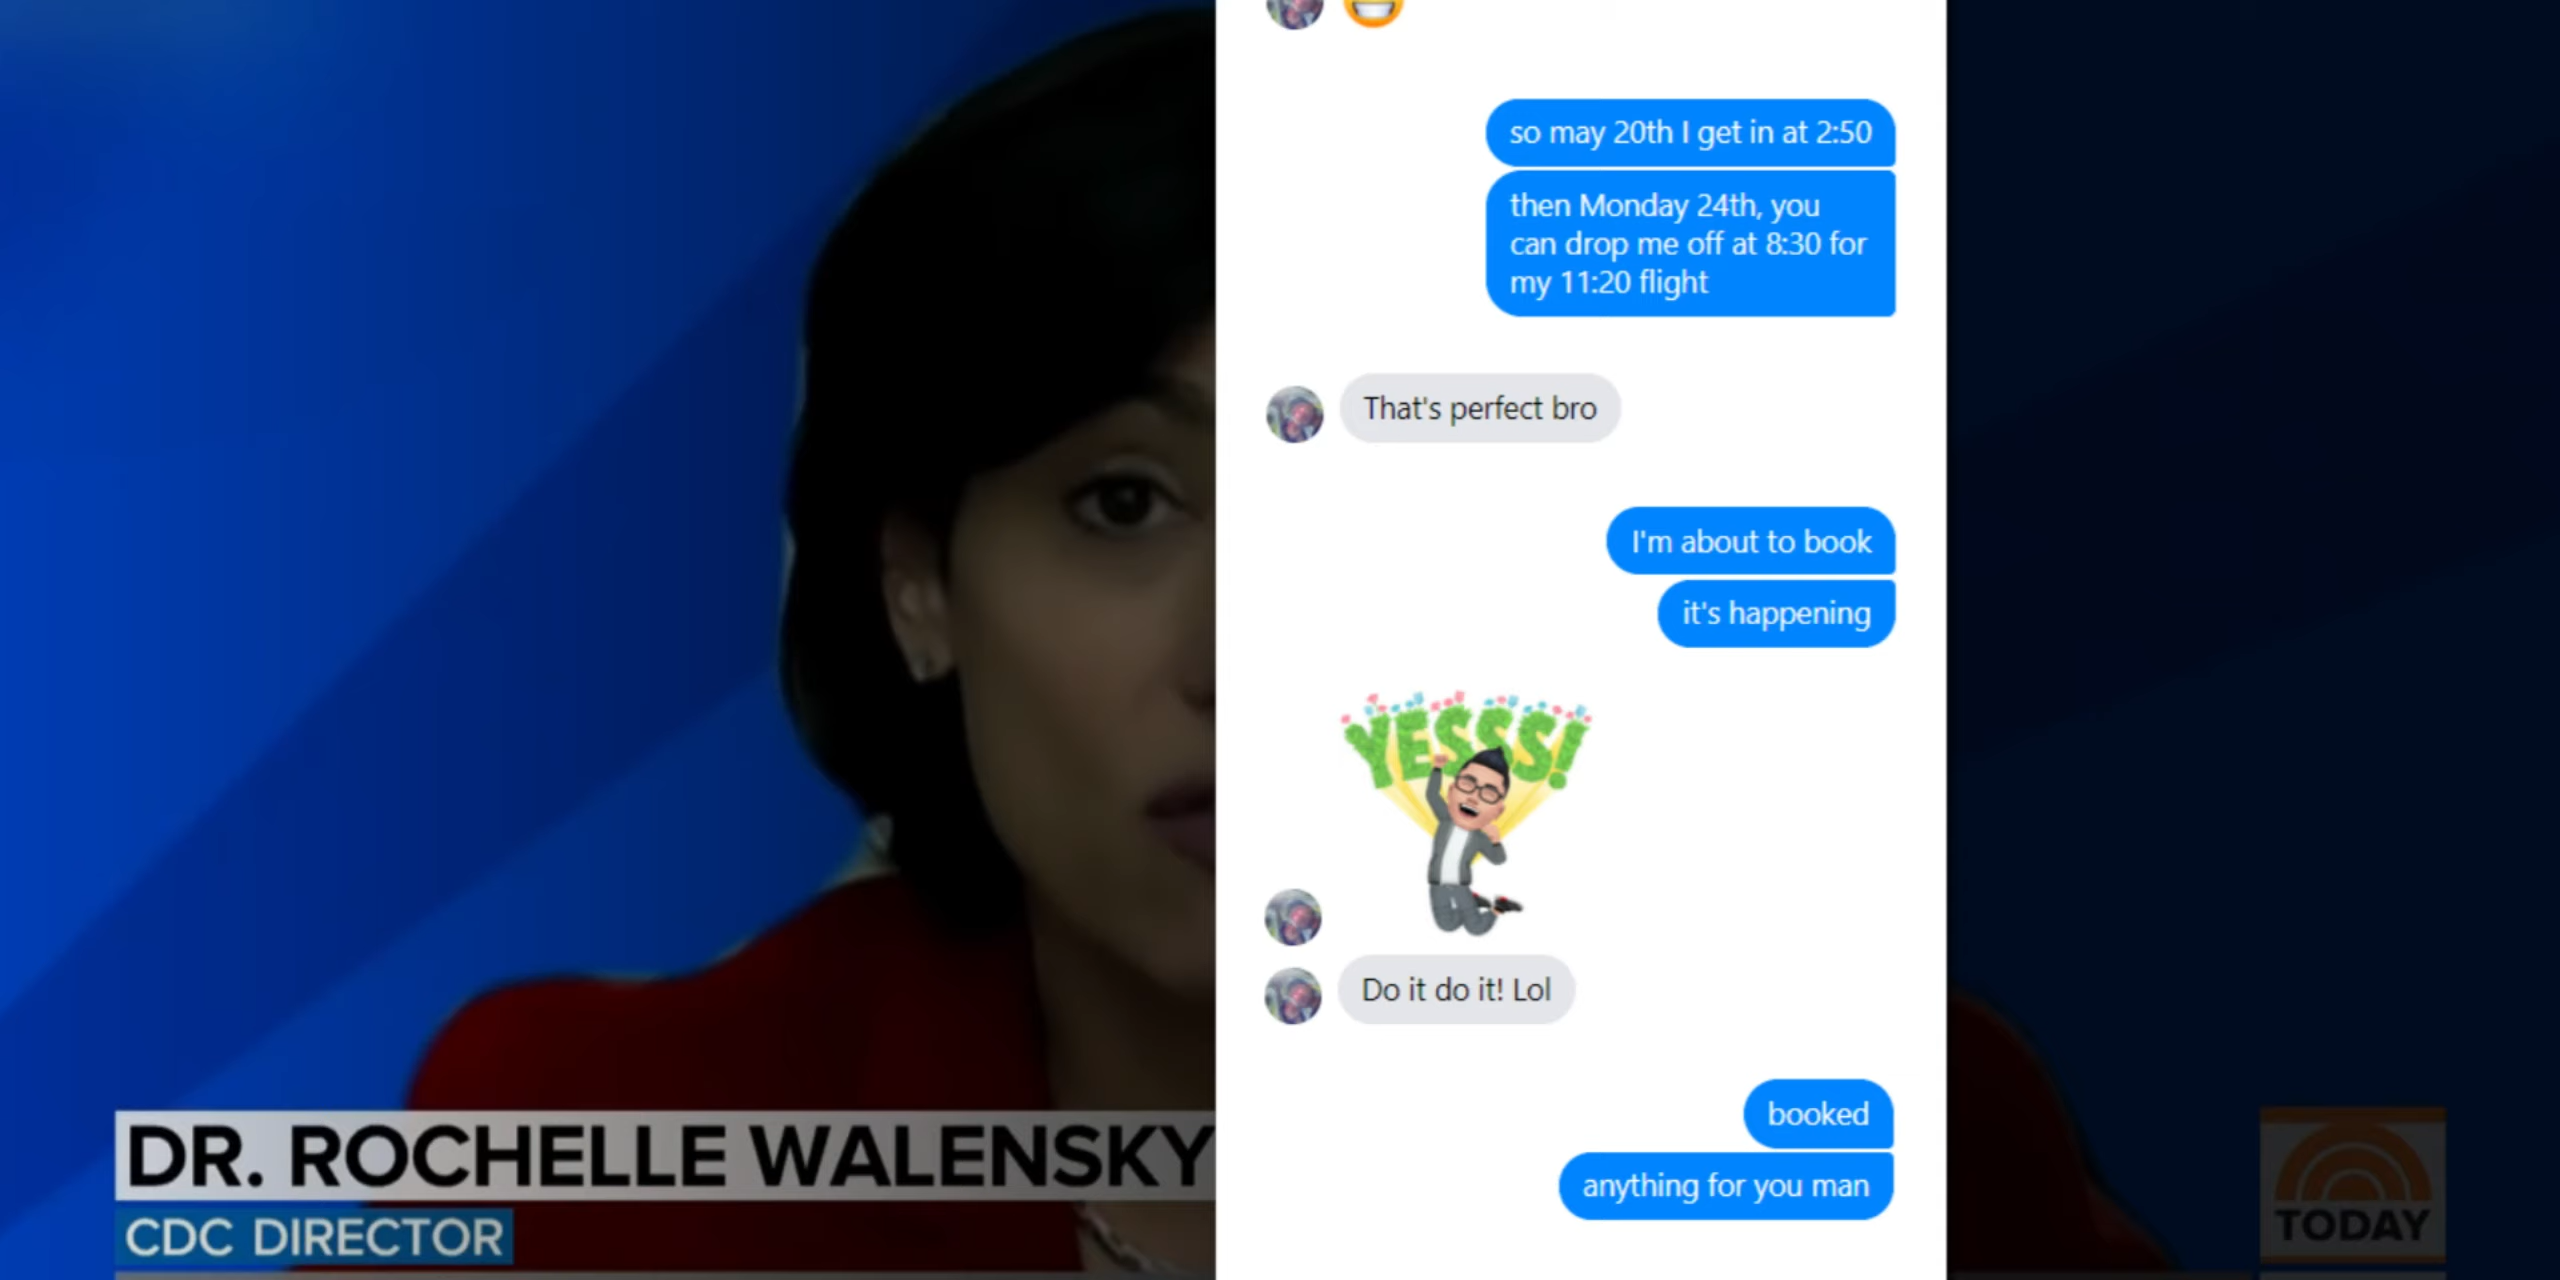 so may 20th I get in at 2:50
then Monday 24th, you
can drop me off at 8:30 for
my 11:20 flight
That's perfect bro
I'm about to book
it's happening
YESSS!
Do it do it! Lol
booked
anything for you man
DR. ROCHELLE WALENSKY
CDC DIRECTOR
TODAY